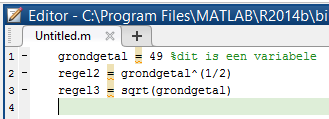 Editor - C:\Program Files\MATLAB\R2014b\bi
Untitled.m × +
1 - grondgetal = 49 %dit is een variabele
2 - regel2 = grondgetal^(1/2)
3 - regel3 = sqrt(grondgetal)
4